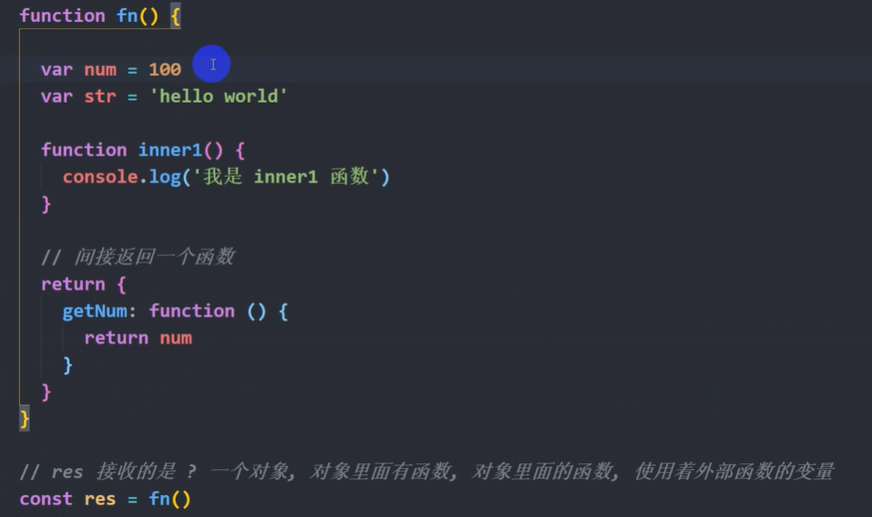 function fn() {
var num = 100
var str = 'hello world'
function inner1() {
console.log('我是 inner1 函数')
}
// 间接返回一个函数
return {
getNum: function () {
return num
}
}
}
// res 接收的是 ? 一个对象, 对象里面有函数, 对象里面的函数, 使用着外部函数的变量
const res = fn()